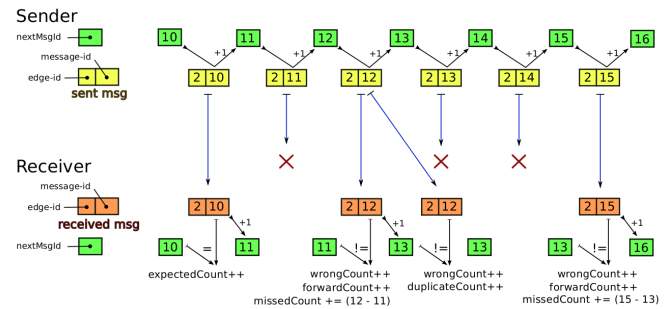 Sender
nextMsgId
10 11 12 13 14 15 16
+1 +1 +1 +1 +1 +1
message-id
edge-id
2 10 2 11 2 12 2 13 2 14 2 15
sent msg
Receiver
message-id
edge-id
2 10 2 12 2 12 2 15
received msg
+1 +1 +1
nextMsgId
10 = 11 11 != 13 != 13 13 != 16
expectedCount++
wrongCount++
forwardCount++
missedCount += (12 - 11)
wrongCount++
duplicateCount++
wrongCount++
forwardCount++
missedCount += (15 - 13)